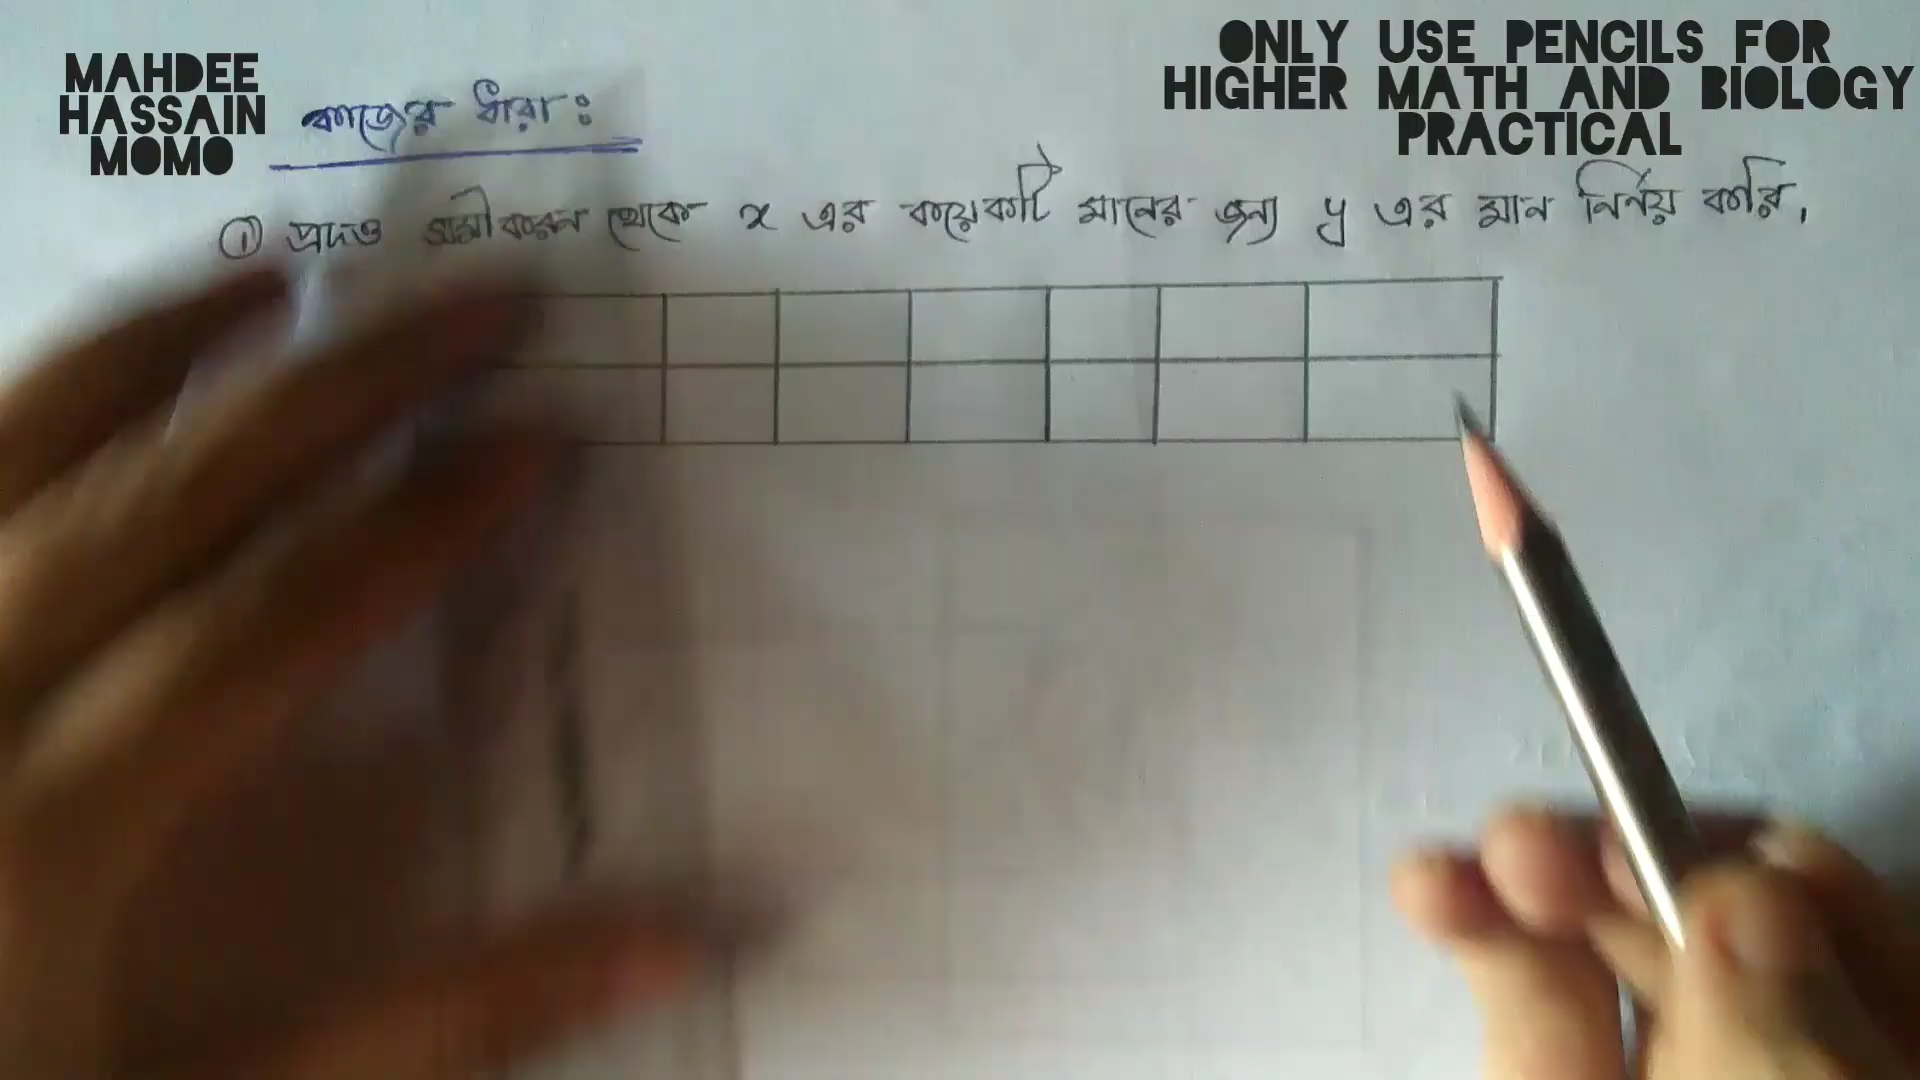 MAHDEE
HASSAIN
MOMO
ONLY USE PENCILS FOR
HIGHER MATH AND BIOLOGY
PRACTICAL
কাজের ধারা :
① প্রদত্ত সমীকরন থেকে x এর কয়েকটি মানের জন্য y এর মান নির্ণয় করি,